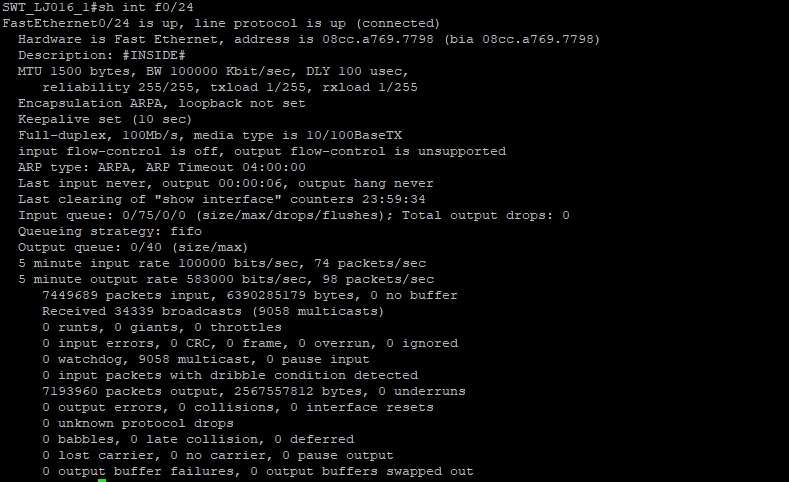 SWT_LJ016_1#sh int f0/24
FastEthernet0/24 is up, line protocol is up (connected)
  Hardware is Fast Ethernet, address is 08cc.a769.7798 (bia 08cc.a769.7798)
  Description: #INSIDE#
  MTU 1500 bytes, BW 100000 Kbit/sec, DLY 100 usec,
     reliability 255/255, txload 1/255, rxload 1/255
  Encapsulation ARPA, loopback not set
  Keepalive set (10 sec)
  Full-duplex, 100Mb/s, media type is 10/100BaseTX
  input flow-control is off, output flow-control is unsupported
  ARP type: ARPA, ARP Timeout 04:00:00
  Last input never, output 00:00:06, output hang never
  Last clearing of "show interface" counters 23:59:34
  Input queue: 0/75/0/0 (size/max/drops/flushes); Total output drops: 0
  Queueing strategy: fifo
  Output queue: 0/40 (size/max)
  5 minute input rate 100000 bits/sec, 74 packets/sec
  5 minute output rate 583000 bits/sec, 98 packets/sec
     7449689 packets input, 6390285179 bytes, 0 no buffer
     Received 34339 broadcasts (9058 multicasts)
     0 runts, 0 giants, 0 throttles
     0 input errors, 0 CRC, 0 frame, 0 overrun, 0 ignored
     0 watchdog, 9058 multicast, 0 pause input
     0 input packets with dribble condition detected
     7193960 packets output, 2567557812 bytes, 0 underruns
     0 output errors, 0 collisions, 0 interface resets
     0 unknown protocol drops
     0 babbles, 0 late collision, 0 deferred
     0 lost carrier, 0 no carrier, 0 pause output
     0 output buffer failures, 0 output buffers swapped out